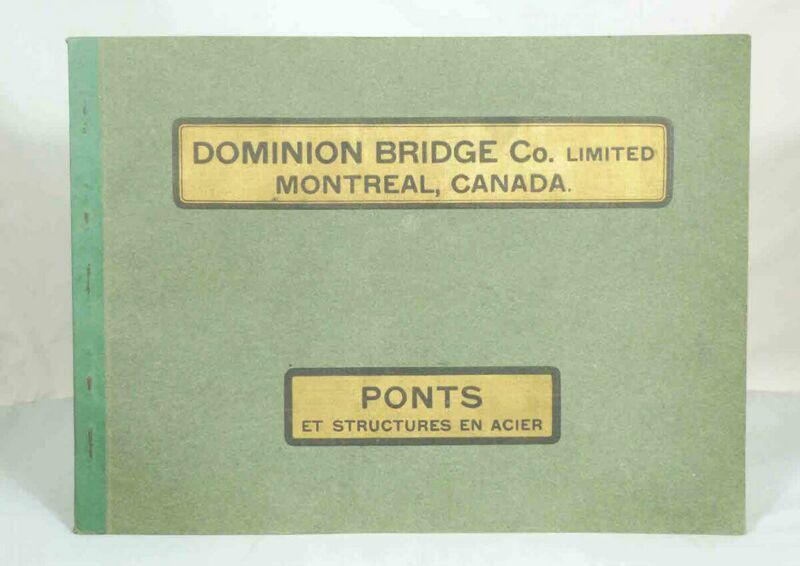 DOMINION BRIDGE Co. LIMITED
MONTREAL, CANADA.
PONTS
ET STRUCTURES EN ACIER